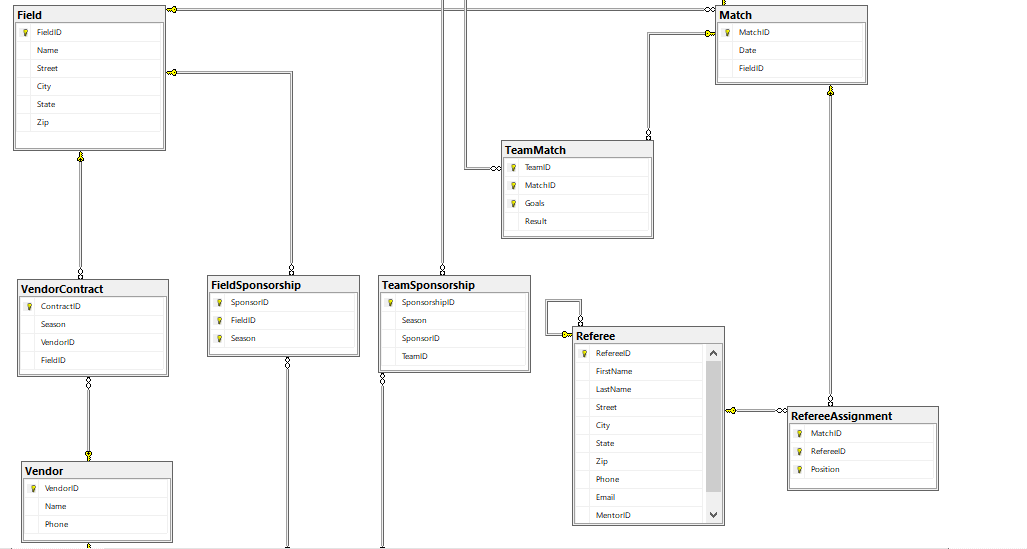 Field
FieldID
Name
Street
City
State
Zip
Match
MatchID
Date
FieldID
TeamMatch
TeamID
MatchID
Goals
Result
VendorContract
ContractID
Season
VendorID
FieldID
FieldSponsorship
SponsorID
FieldID
Season
TeamSponsorship
SponsorshipID
Season
SponsorID
TeamID
Referee
RefereeID
FirstName
LastName
Street
City
State
Zip
Phone
Email
MentorID
RefereeAssignment
MatchID
RefereeID
Position
Vendor
VendorID
Name
Phone